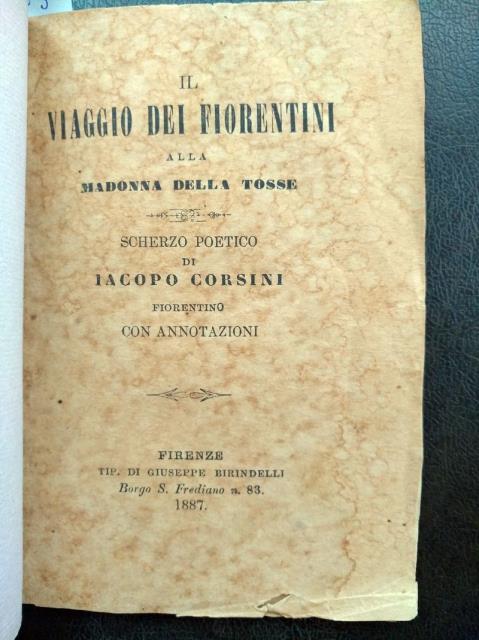 IL
VIAGGIO DEI FIORENTINI
ALLA
MADONNA DELLA TOSSE
SCHERZO POETICO
DI
IACOPO CORSINI
FIORENTINO
CON ANNOTAZIONI
FIRENZE
TIP. DI GIUSEPPE BIRINDELLI
Borgo S. Frediano n. 83.
1887.